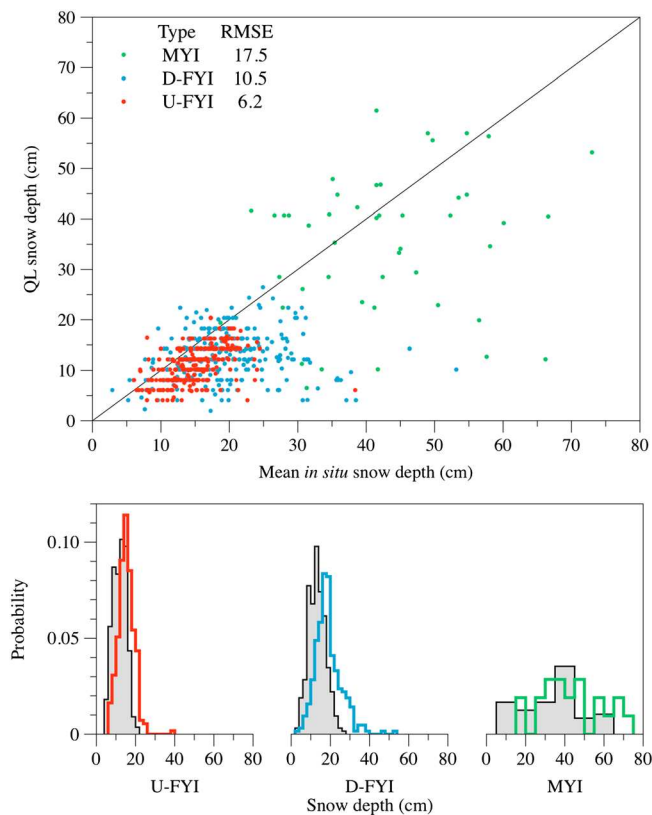 Type RMSE
MYI 17.5
D-FYI 10.5
U-FYI 6.2
80
70
60
50
40
30
20
10
0
QL snow depth (cm)
0 10 20 30 40 50 60 70 80
Mean in situ snow depth (cm)
0.10
0.05
0
Probability
0 20 40 60 80 0 20 40 60 80 0 20 40 60 80
U-FYI D-FYI MYI
Snow depth (cm)